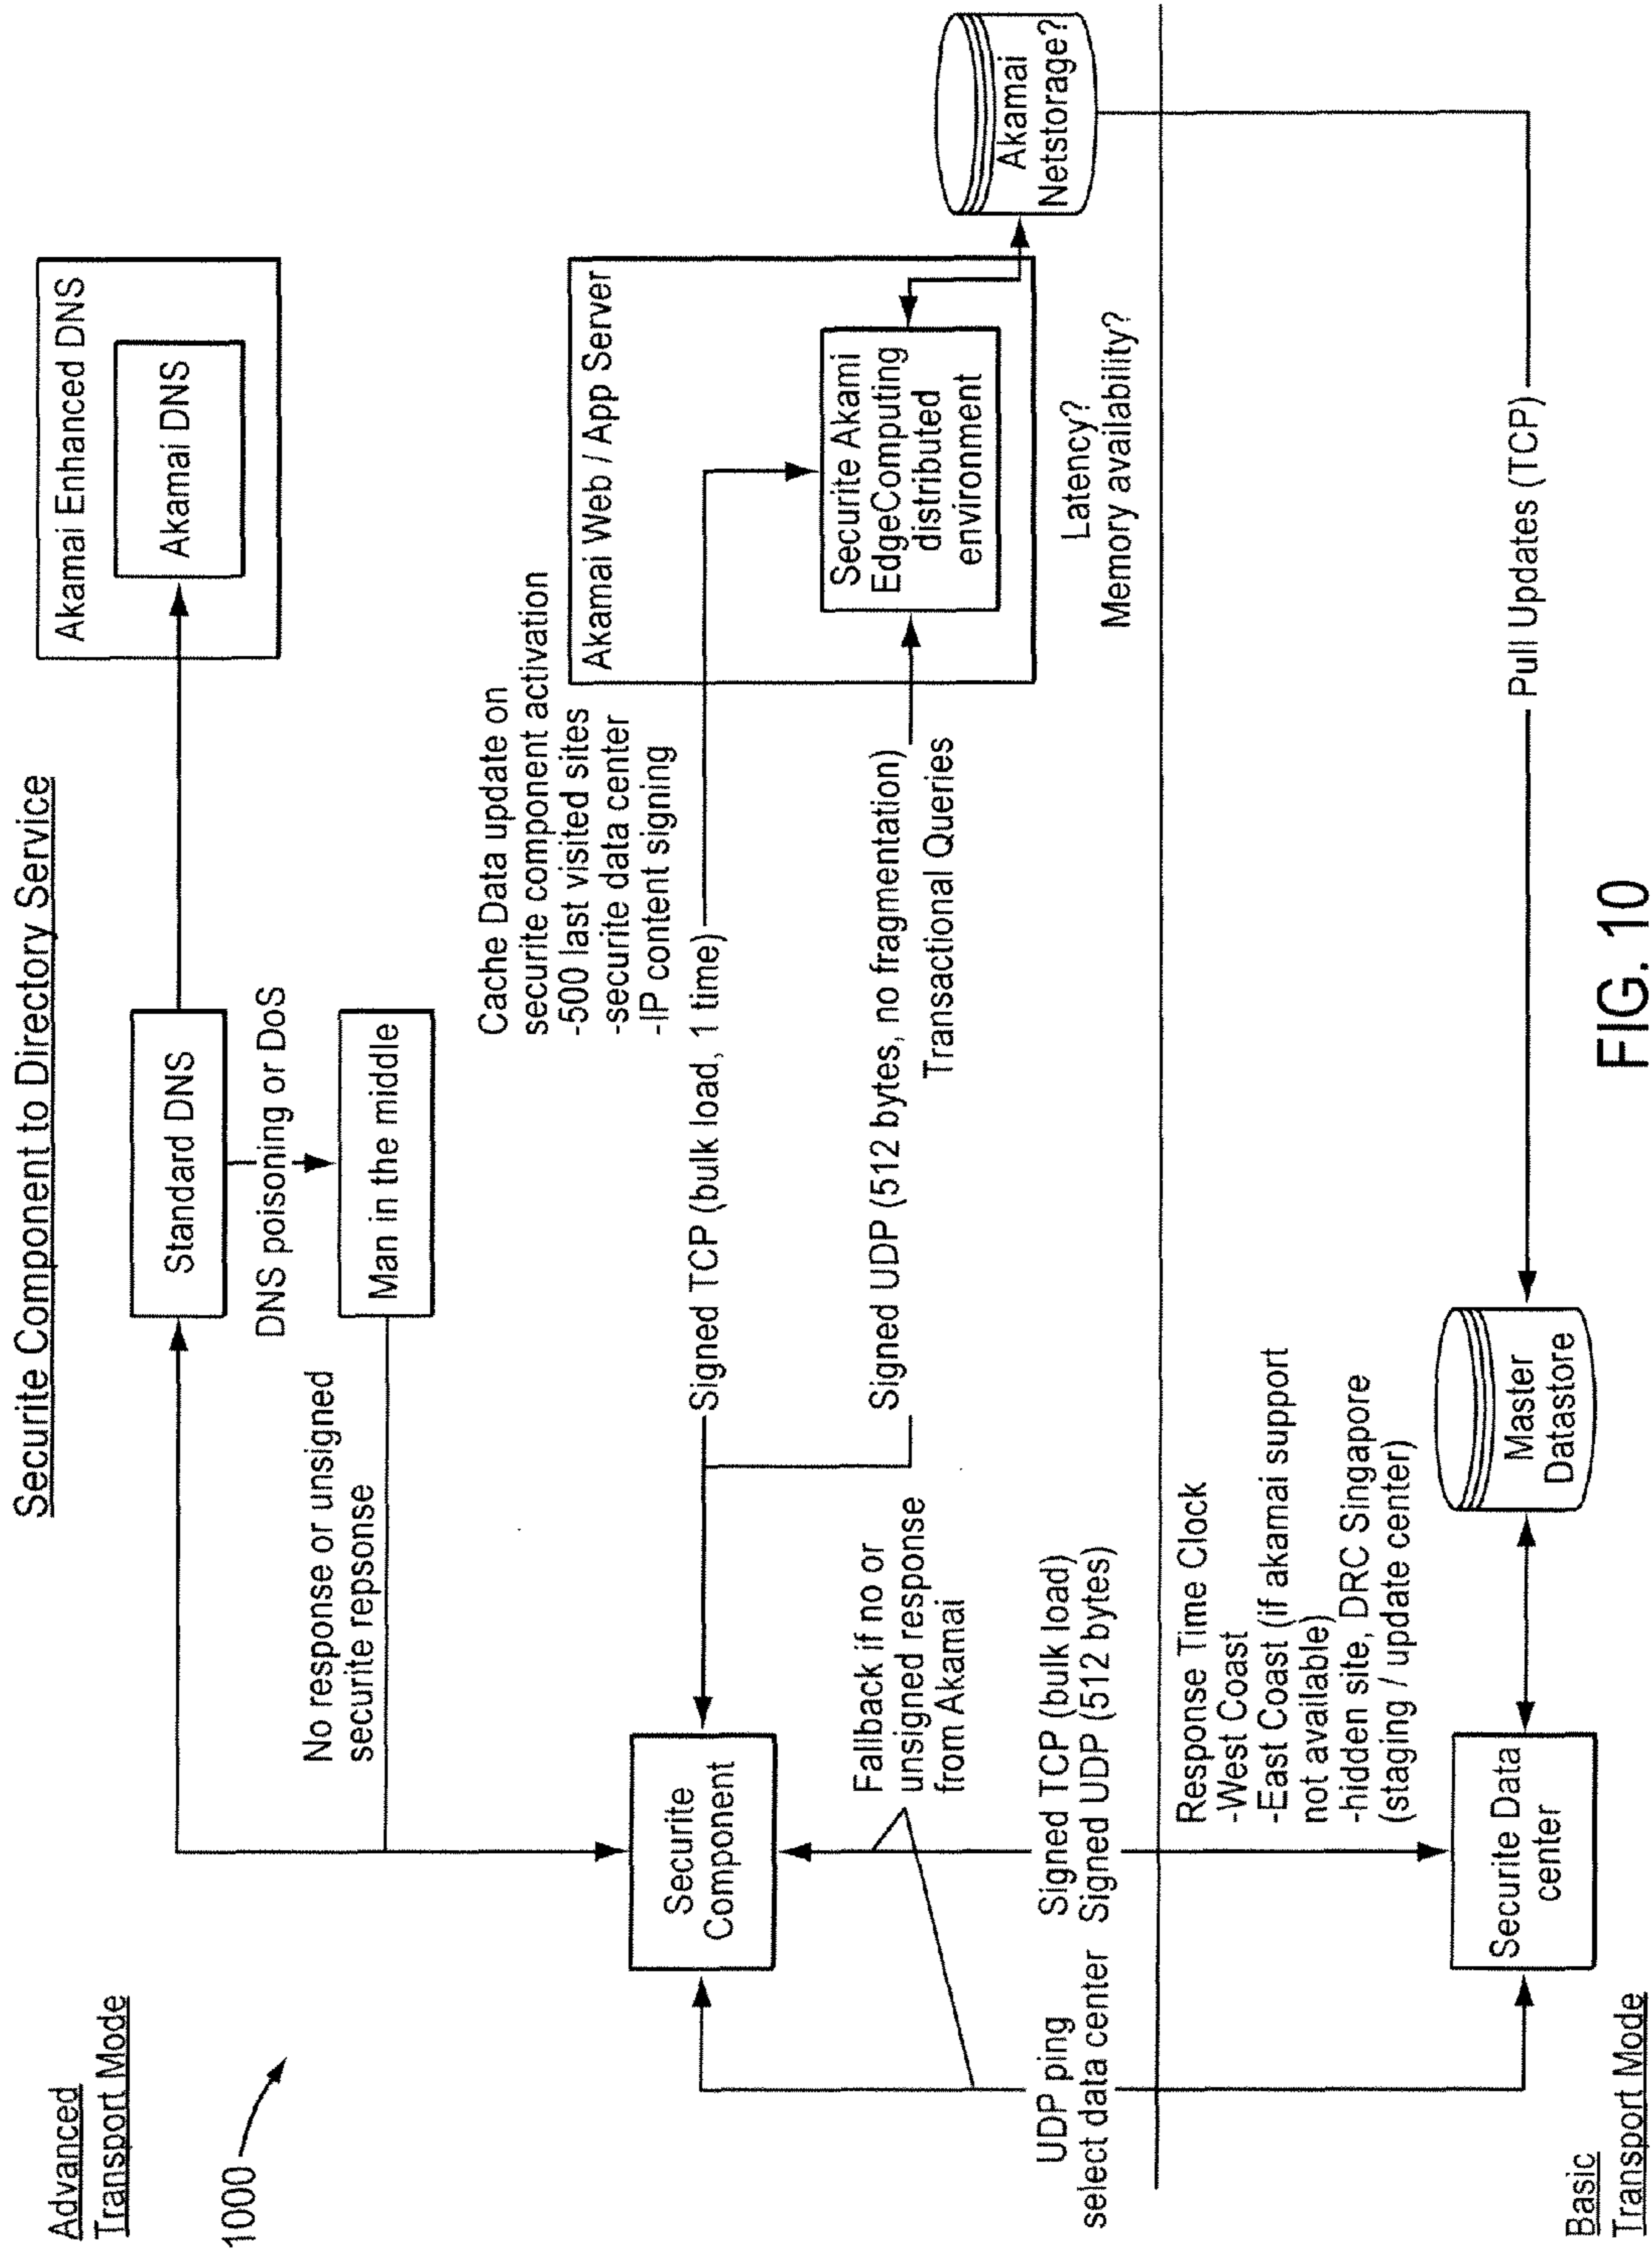 Securite Component to Directory Service
Advanced
Transport Mode
1000
Standard DNS
Akamai Enhanced DNS
Akamai DNS
DNS poisoning or DoS
Man in the middle
No response or unsigned
securite repsonse
Cache Data update on
securite component activation
-500 last visited sites
-securite data center
-IP content signing
Signed TCP (bulk load, 1 time)
Signed UDP (512 bytes, no fragmentation)
Transactional Queries
Akamai Web / App Server
Securite Akami
EdgeComputing
distributed
environment
Akamai
Netstorage?
Latency?
Memory availability?
Securite
Component
Fallback if no or
unsigned response
from Akamai
UDP ping
select data center
Signed TCP (bulk load)
Signed UDP (512 bytes)
Response Time Clock
-West Coast
-East Coast (if akamai support
not available)
-hidden site, DRC Singapore
(staging / update center)
Securite Data
center
Master
Datastore
Pull Updates (TCP)
Basic
Transport Mode
FIG. 10